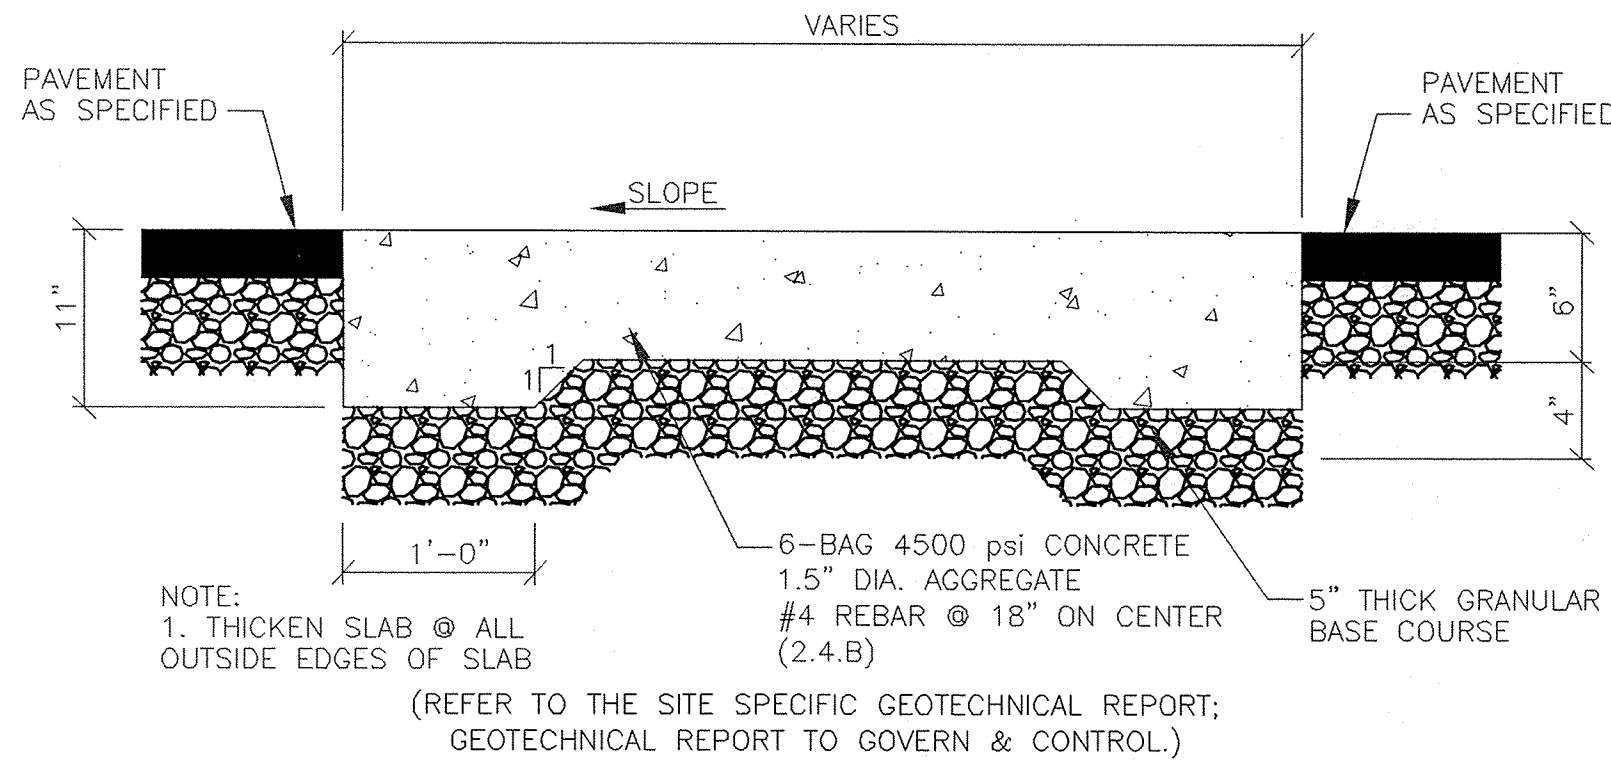 VARIES
PAVEMENT
AS SPECIFIED
PAVEMENT
AS SPECIFIED
SLOPE
11"
6"
4"
1
1
1'-0"
6-BAG 4500 psi CONCRETE
1.5" DIA. AGGREGATE
#4 REBAR @ 18" ON CENTER
(2.4.B)
5" THICK GRANULAR
BASE COURSE
NOTE:
1. THICKEN SLAB @ ALL
OUTSIDE EDGES OF SLAB
(REFER TO THE SITE SPECIFIC GEOTECHNICAL REPORT;
GEOTECHNICAL REPORT TO GOVERN & CONTROL.)